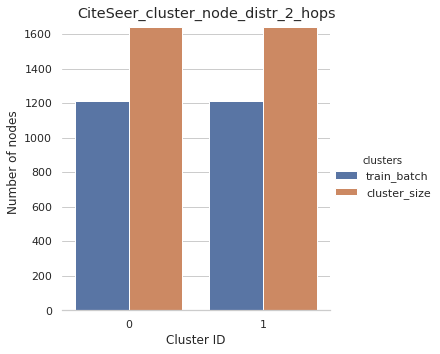 CiteSeer_cluster_node_distr_2_hops
1600
1400
1200
1000
800
600
400
200
0
Number of nodes
0 1
Cluster ID
clusters
train_batch
cluster_size